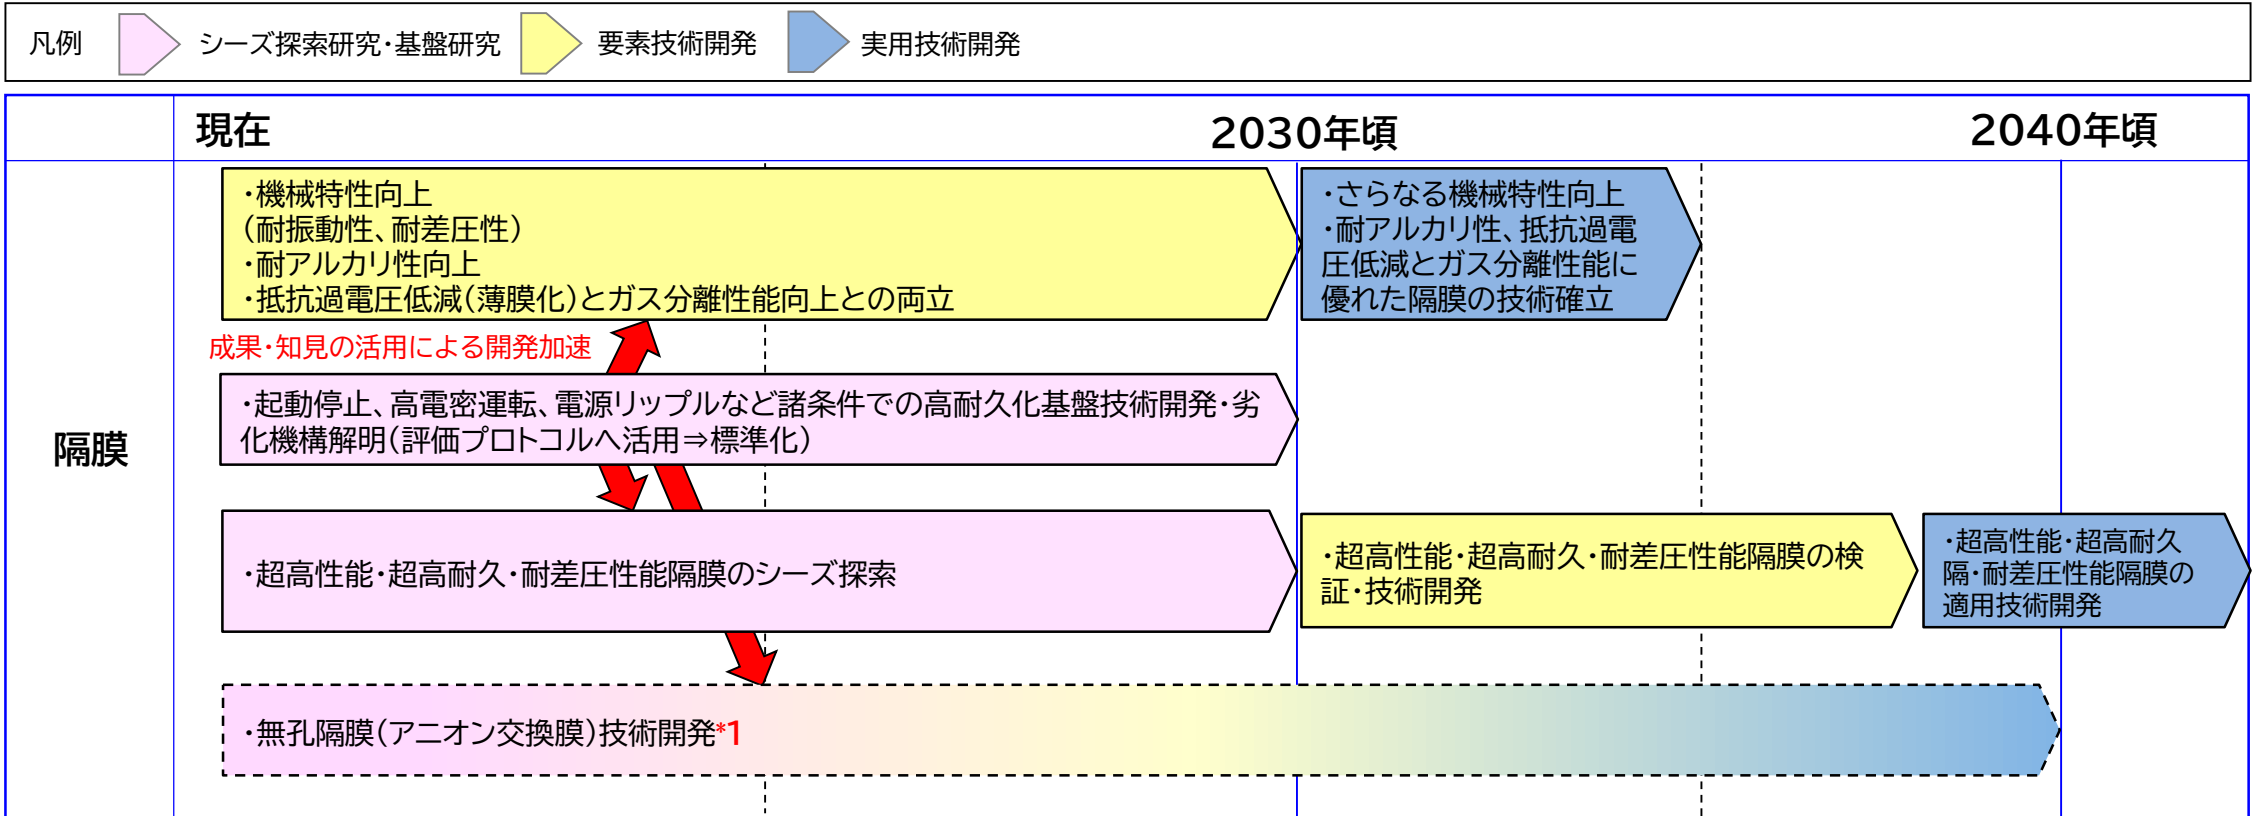 凡例
シーズ探索研究・基盤研究
要素技術開発
実用技術開発
現在
2030年頃
2040年頃
隔膜
・機械特性向上
（耐振動性、耐差圧性）
・耐アルカリ性向上
・抵抗過電圧低減（薄膜化）とガス分離性能向上との両立
・さらなる機械特性向上
・耐アルカリ性、抵抗過電
圧低減とガス分離性能に
優れた隔膜の技術確立
成果・知見の活用による開発加速
・起動停止、高電密運転、電源リップルなど諸条件での高耐久化基盤技術開発・劣
化機構解明（評価プロトコルへ活用⇒標準化）
・超高性能・超高耐久・耐差圧性能隔膜のシーズ探索
・超高性能・超高耐久・耐差圧性能隔膜の検
証・技術開発
・超高性能・超高耐久
隔・耐差圧性能隔膜の
適用技術開発
・無孔隔膜（アニオン交換膜）技術開発*1